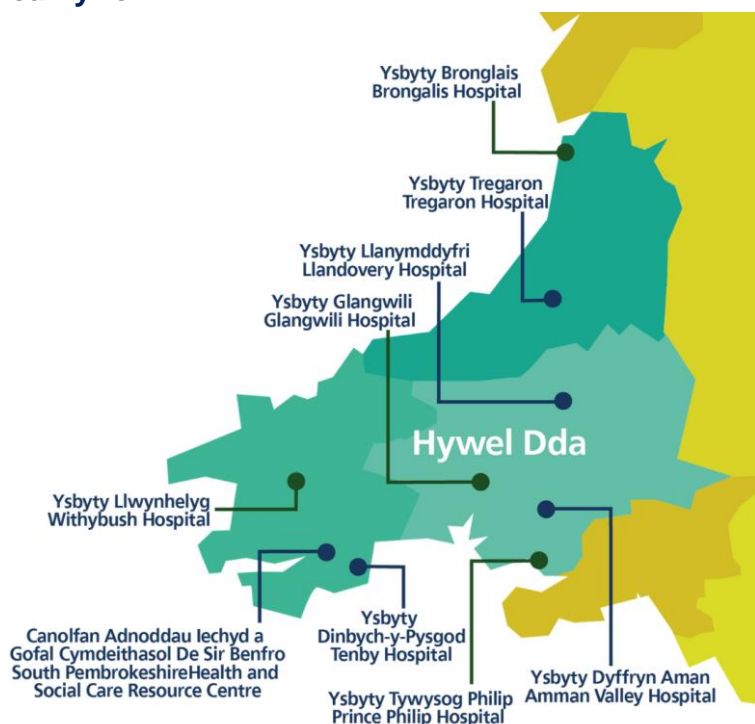 Ysbyty Bronglais
Brongalis Hospital
Ysbyty Tregaron
Tregaron Hospital
Ysbyty Llanymddyfri
Llandovery Hospital
Ysbyty Glangwili
Glangwili Hospital
Hywel Dda
Ysbyty Llwynhelyg
Withybush Hospital
Canolfan Adnoddau Iechyd a
Gofal Cymdeithasol De Sir Benfro
South PembrokeshireHealth and
Social Care Resource Centre
Ysbyty
Dinbych-y-Pysgod
Tenby Hospital
Ysbyty Tywysog Philip
Prince Philip Hospital
Ysbyty Dyffryn Aman
Amman Valley Hospital